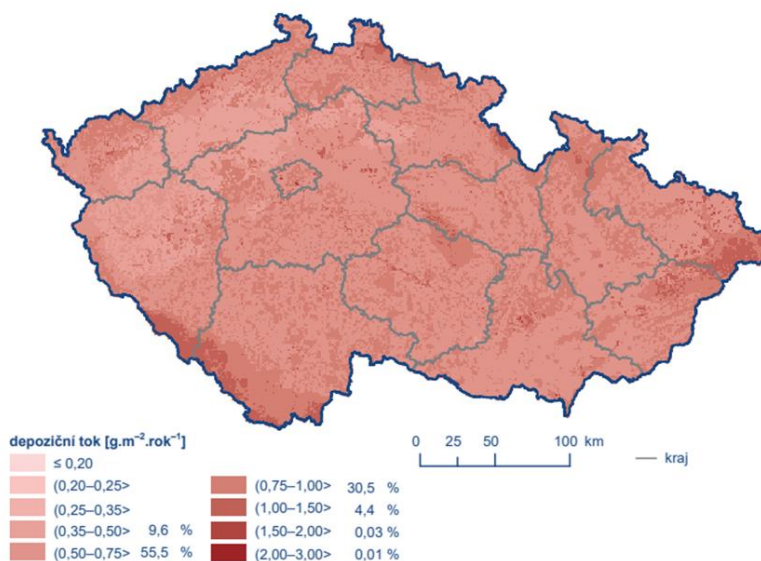 depoziční tok [g.m⁻².rok⁻¹]
≤ 0,20
(0,20–0,25>
(0,25–0,35>
(0,35–0,50> 9,6 %
(0,50–0,75> 55,5 %
(0,75–1,00> 30,5 %
(1,00–1,50> 4,4 %
(1,50–2,00> 0,03 %
(2,00–3,00> 0,01 %
0 25 50 100 km
kraj